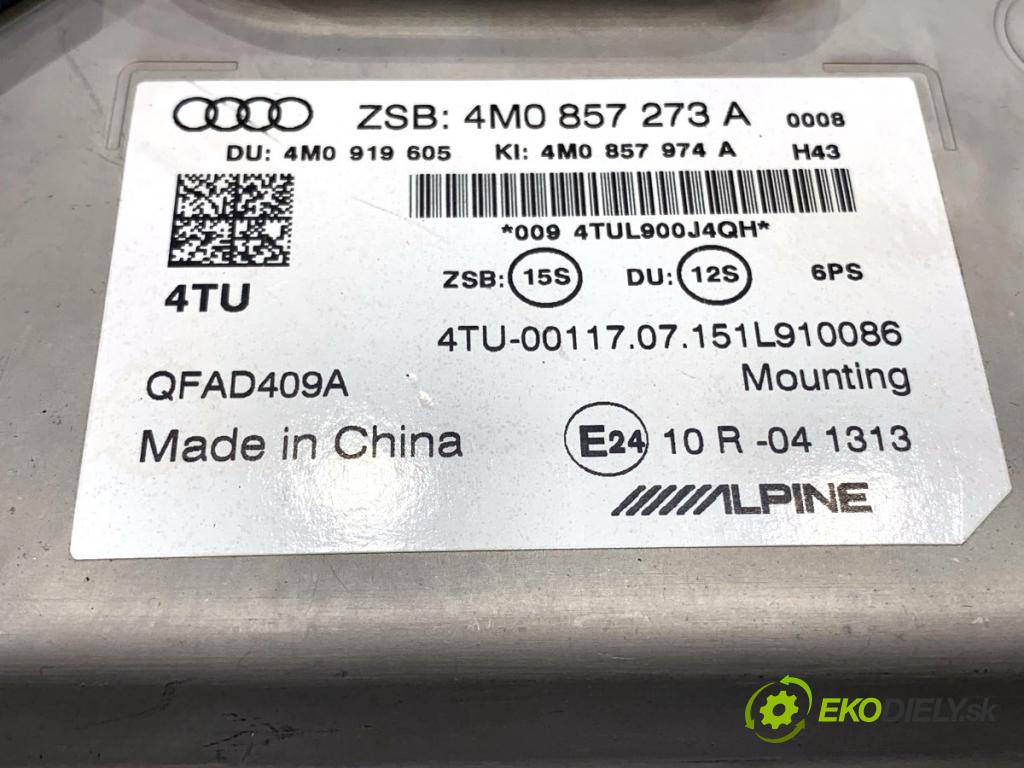 ZSB: 4M0 857 273 A 0008
DU: 4M0 919 605 KI: 4M0 857 974 A H43
*009 4TUL900J4QH*
ZSB: 15S DU: 12S 6PS
4TU
4TU-00117.07.151L910086
QFAD409A Mounting
Made in China E24 10 R -04 1313
ALPINE
EKODIELY.sk